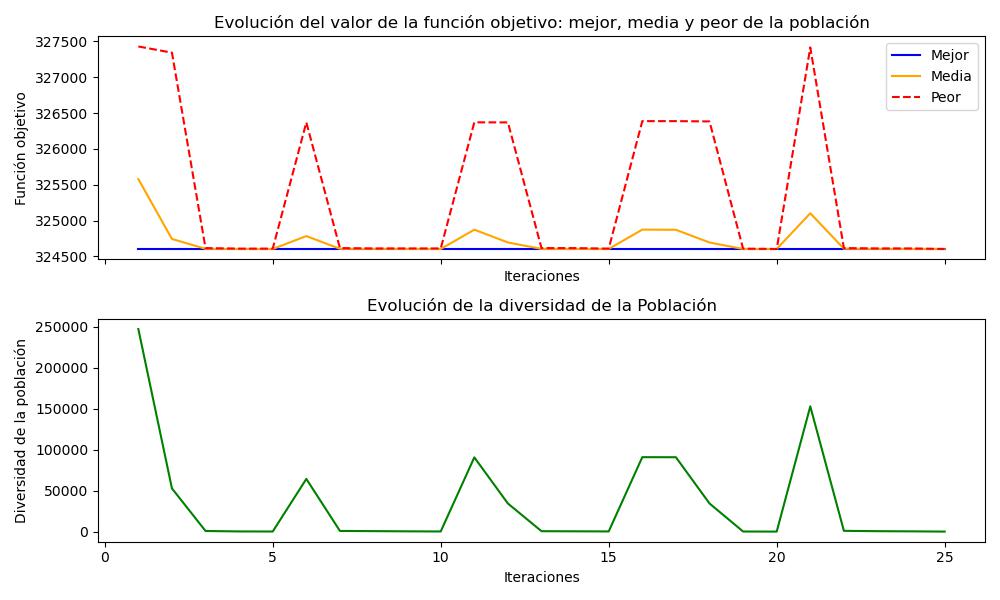 Evolución del valor de la función objetivo: mejor, media y peor de la población
327500
327000
326500
326000
325500
325000
324500
Función objetivo
Mejor
Media
Peor
Iteraciones
Evolución de la diversidad de la Población
250000
200000
150000
100000
50000
0
Diversidad de la población
0 5 10 15 20 25
Iteraciones